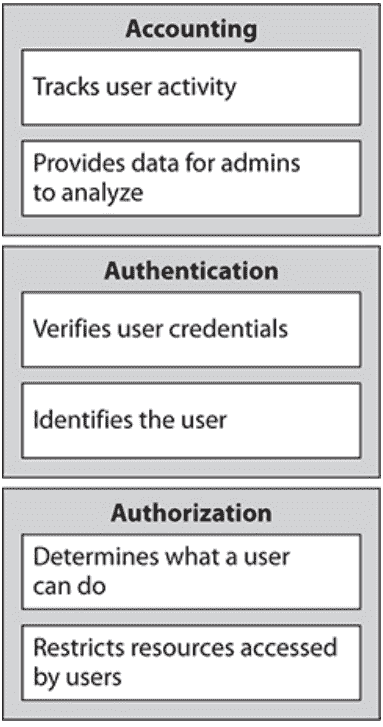 Accounting
Tracks user activity
Provides data for admins
to analyze
Authentication
Verifies user credentials
Identifies the user
Authorization
Determines what a user
can do
Restricts resources accessed
by users